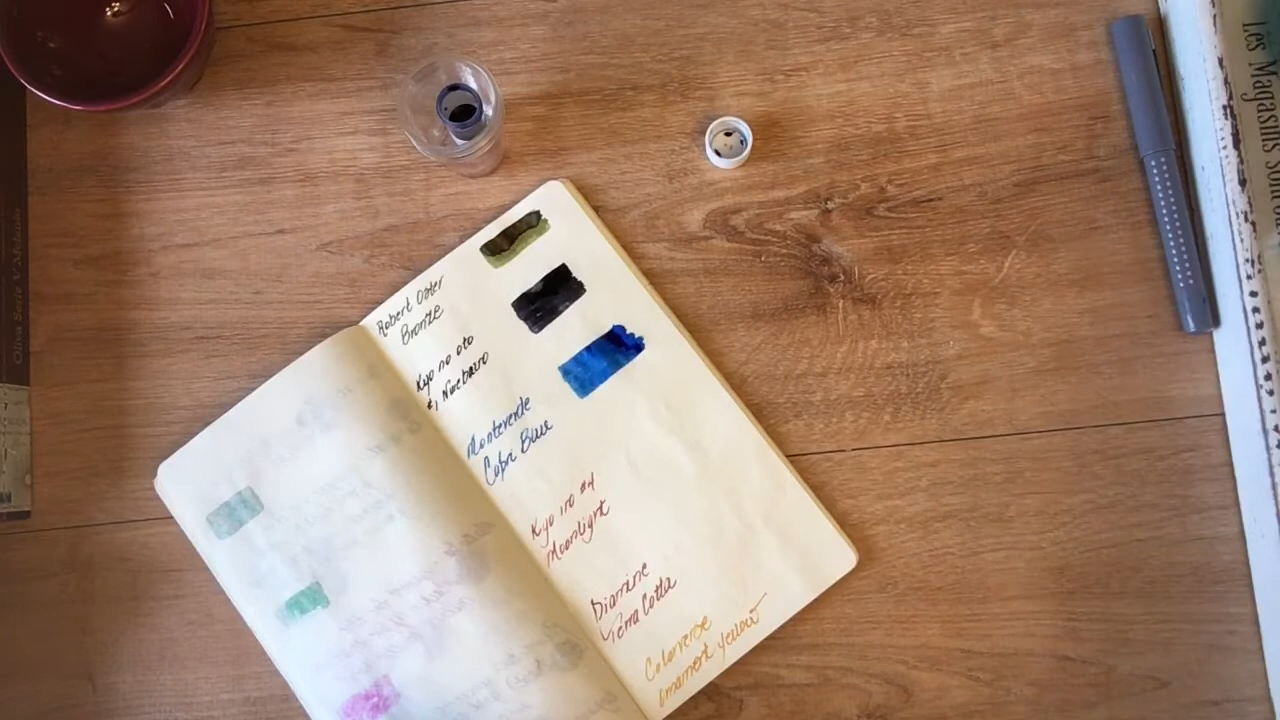 Robert Oster
Bronze
Kyo no oto
#1 Nurebairo
Monteverde
Capri Blue
Kyo iro #4
Moonlight
Diamine
Terra Cotta
Colorverse
Ornament Yellow
Les Magasins sont